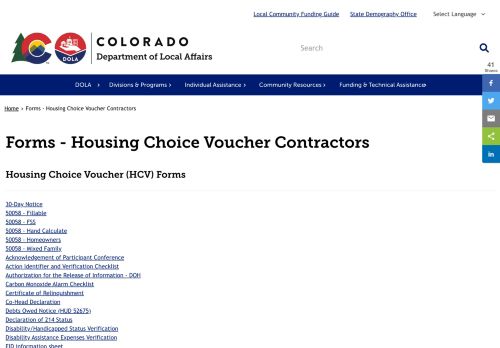 Local Community Funding Guide State Demography Office Select Language
COLORADO
Department of Local Affairs
DOLA
Search
DOLA Divisions & Programs Individual Assistance Community Resources Funding & Technical Assistance
41
Shares
Home > Forms - Housing Choice Voucher Contractors
Forms - Housing Choice Voucher Contractors
Housing Choice Voucher (HCV) Forms
30-Day Notice
50058 - Fillable
50058 - FSS
50058 - Hand Calculate
50058 - Homeowners
50058 - Mixed Family
Acknowledgement of Participant Conference
Action Identifier and Verification Checklist
Authorization for the Release of Information - DOH
Carbon Monoxide Alarm Checklist
Certificate of Relinquishment
Co-Head Declaration
Debts Owed Notice (HUD 52675)
Declaration of 214 Status
Disability/Handicapped Status Verification
Disability Assistance Expenses Verification
EID information sheet